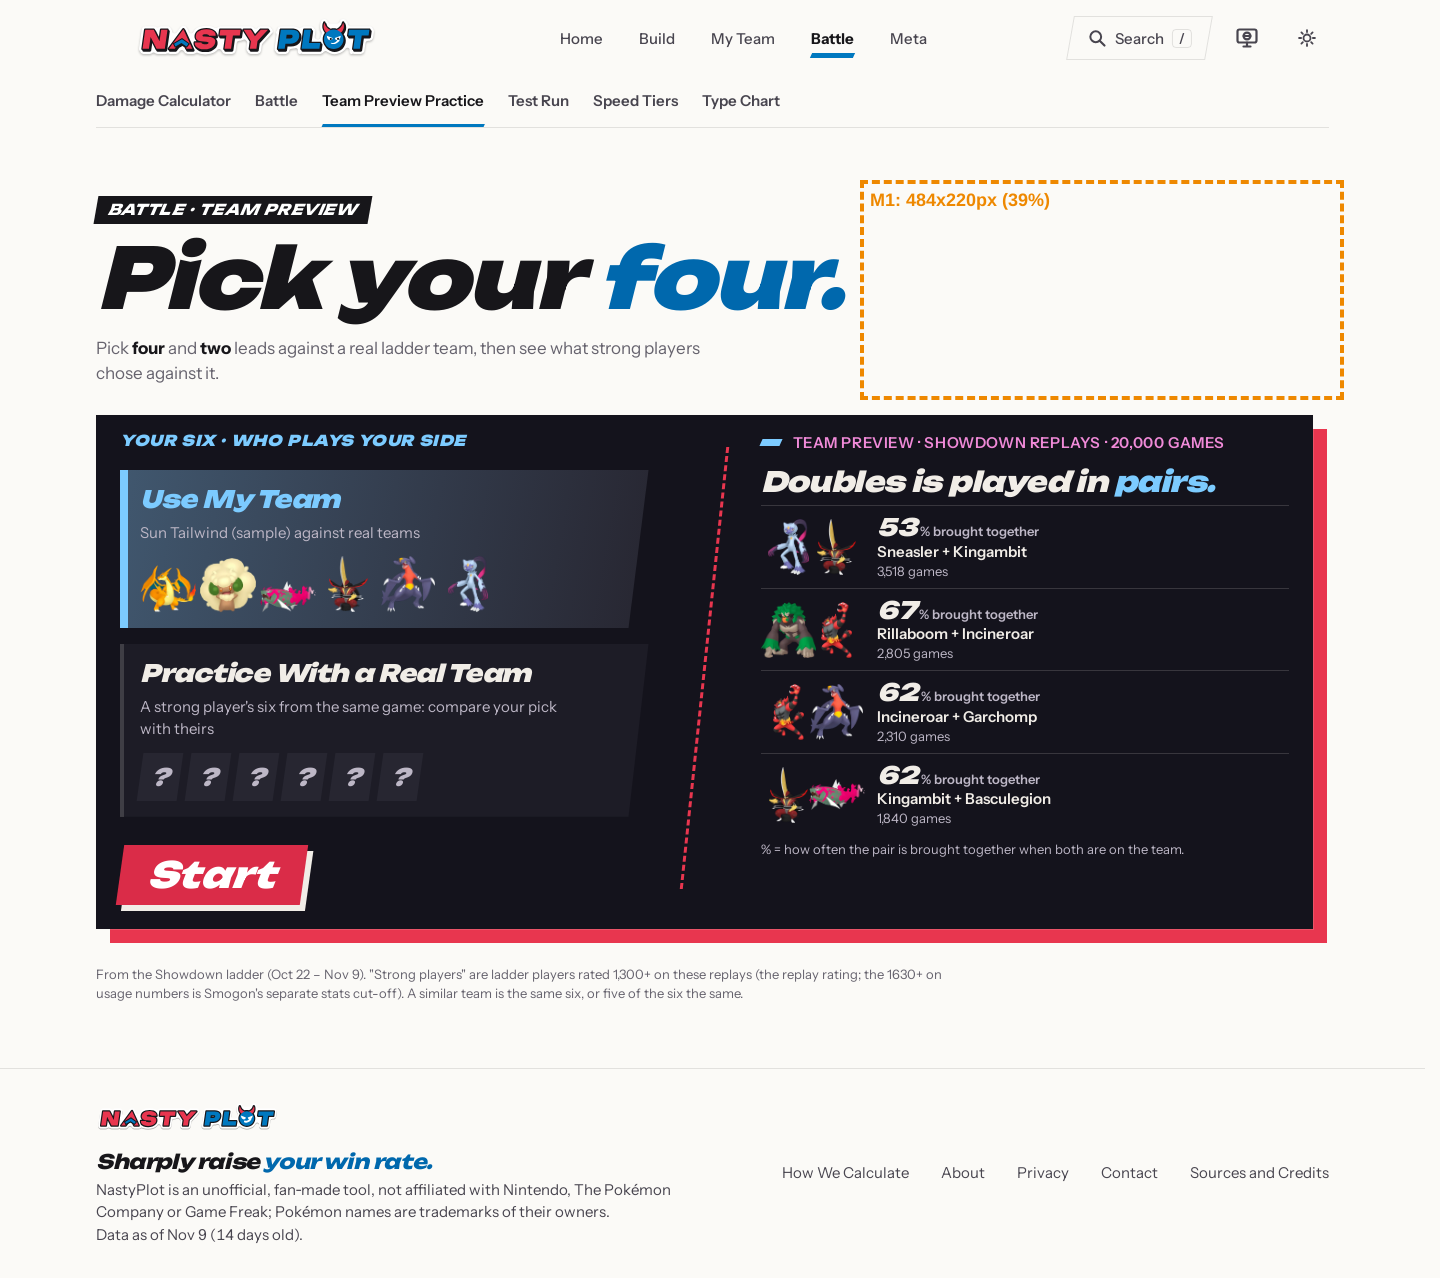 NASTY PLOT
Home
Build
My Team
Battle
Meta
Search /
Damage Calculator
Battle
Team Preview Practice
Test Run
Speed Tiers
Type Chart
BATTLE · TEAM PREVIEW
M1: 484x220px (39%)
Pick your four.
Pick four and two leads against a real ladder team, then see what strong players
chose against it.
YOUR SIX · WHO PLAYS YOUR SIDE
Use My Team
Sun Tailwind (sample) against real teams
Practice With a Real Team
A strong player's six from the same game: compare your pick
with theirs
? ? ? ? ? ?
Start
TEAM PREVIEW · SHOWDOWN REPLAYS · 20,000 GAMES
Doubles is played in pairs.
53% brought together
Sneasler + Kingambit
3,518 games
67% brought together
Rillaboom + Incineroar
2,805 games
62% brought together
Incineroar + Garchomp
2,310 games
62% brought together
Kingambit + Basculegion
1,840 games
% = how often the pair is brought together when both are on the team.
From the Showdown ladder (Oct 22 – Nov 9). "Strong players" are ladder players rated 1,300+ on these replays (the replay rating; the 1630+ on
usage numbers is Smogon's separate stats cut-off). A similar team is the same six, or five of the six the same.
NASTY PLOT
Sharply raise your win rate.
NastyPlot is an unofficial, fan-made tool, not affiliated with Nintendo, The Pokémon
Company or Game Freak; Pokémon names are trademarks of their owners.
Data as of Nov 9 (14 days old).
How We Calculate
About
Privacy
Contact
Sources and Credits